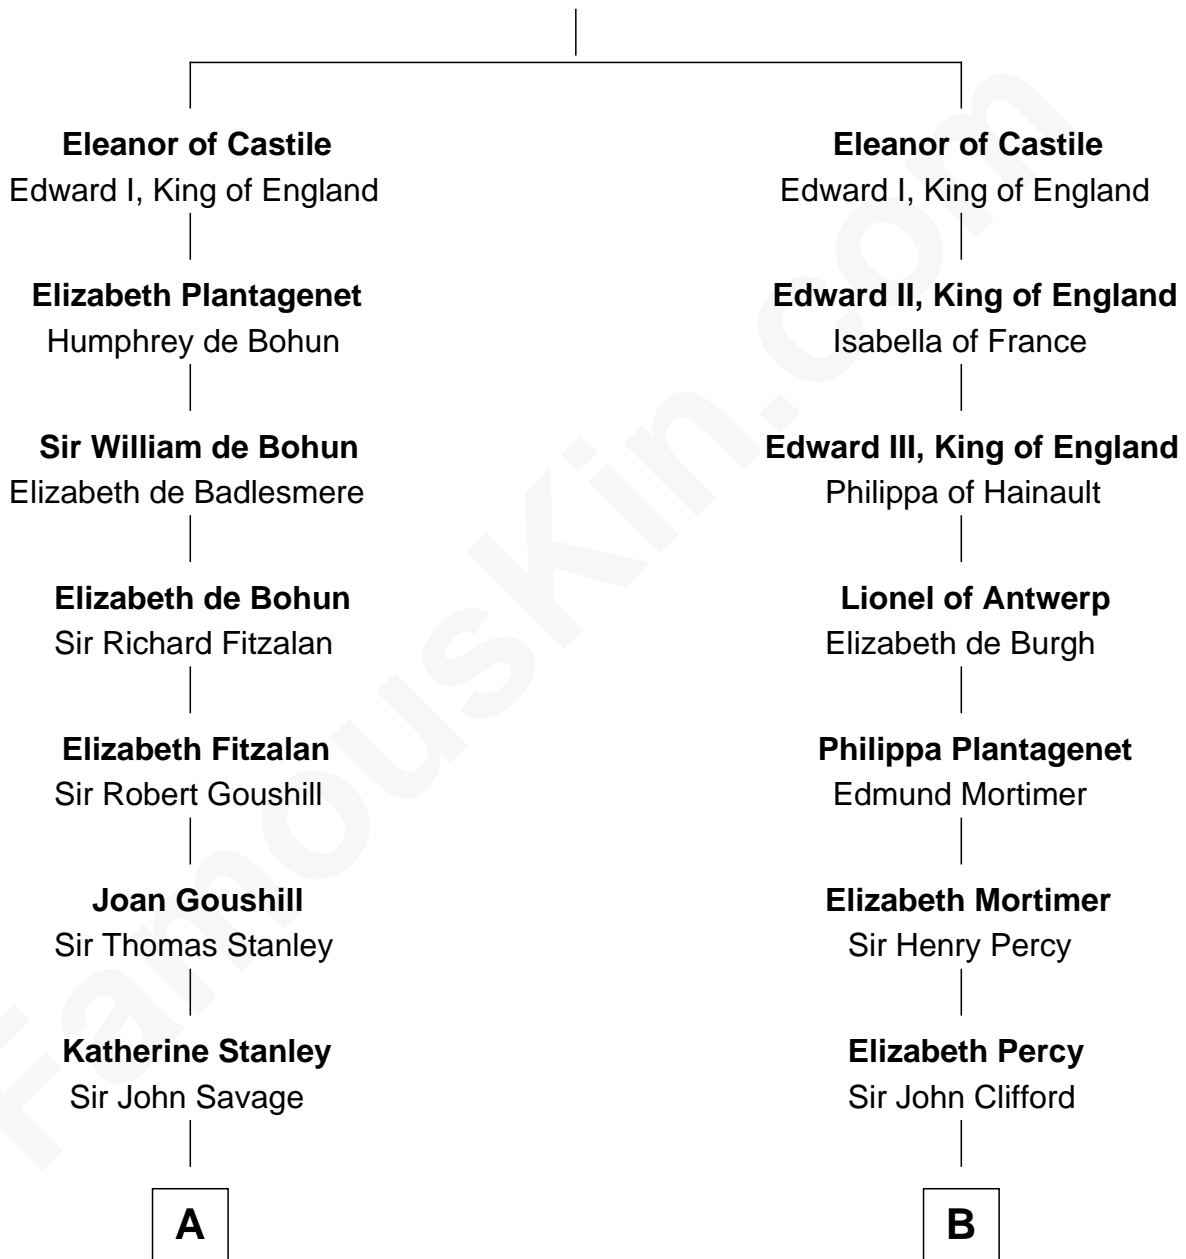 Eleanor of Castile
Edward I, King of England
Elizabeth Plantagenet
Humphrey de Bohun
Sir William de Bohun
Elizabeth de Badlesmere
Elizabeth de Bohun
Sir Richard Fitzalan
Elizabeth Fitzalan
Sir Robert Goushill
Joan Goushill
Sir Thomas Stanley
Katherine Stanley
Sir John Savage
A
Eleanor of Castile
Edward I, King of England
Edward II, King of England
Isabella of France
Edward III, King of England
Philippa of Hainault
Lionel of Antwerp
Elizabeth de Burgh
Philippa Plantagenet
Edmund Mortimer
Elizabeth Mortimer
Sir Henry Percy
Elizabeth Percy
Sir John Clifford
B
FamousKin.com